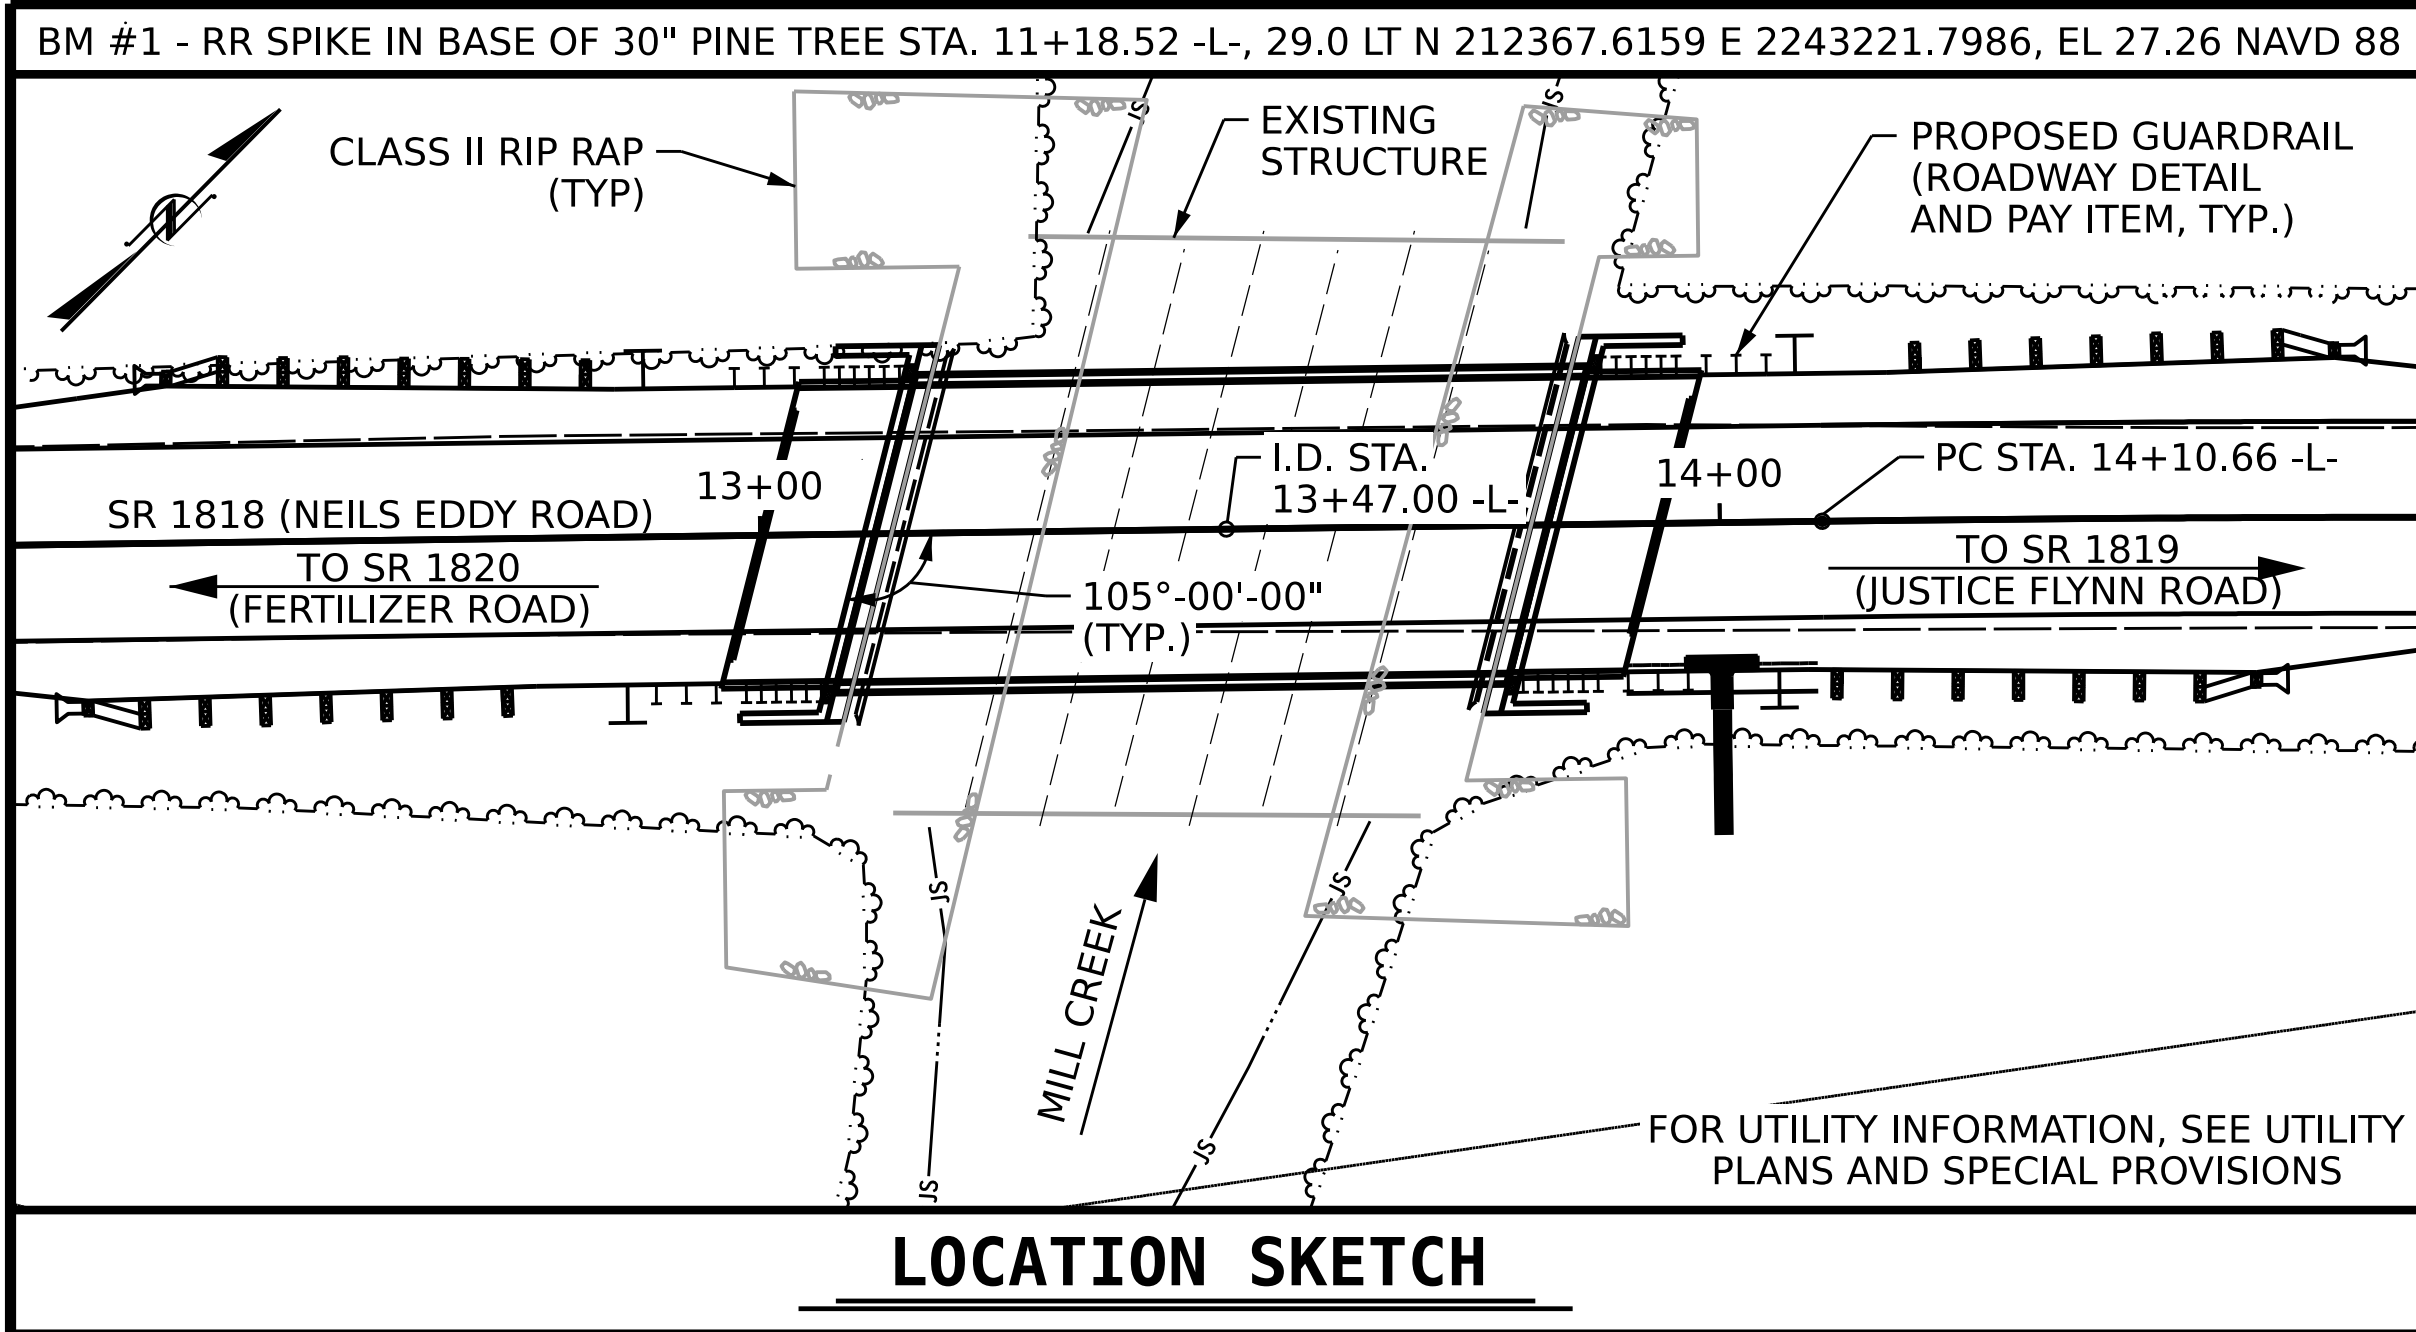 BM #1 - RR SPIKE IN BASE OF 30" PINE TREE STA. 11+18.52 -L-, 29.0 LT N 212367.6159 E 2243221.7986, EL 27.26 NAVD 88
JS
JS
EXISTING
STRUCTURE
CLASS II RIP RAP
(TYP)
PROPOSED GUARDRAIL
(ROADWAY DETAIL
AND PAY ITEM, TYP.)
N
I.D. STA.
13+47.00 -L-
PC STA. 14+10.66 -L-
13+00
14+00
SR 1818 (NEILS EDDY ROAD)
TO SR 1820
(FERTILIZER ROAD)
TO SR 1819
(JUSTICE FLYNN ROAD)
105°-00'-00"
(TYP.)
JS
JS
MILL CREEK
JS
JS
FOR UTILITY INFORMATION, SEE UTILITY
PLANS AND SPECIAL PROVISIONS
LOCATION SKETCH